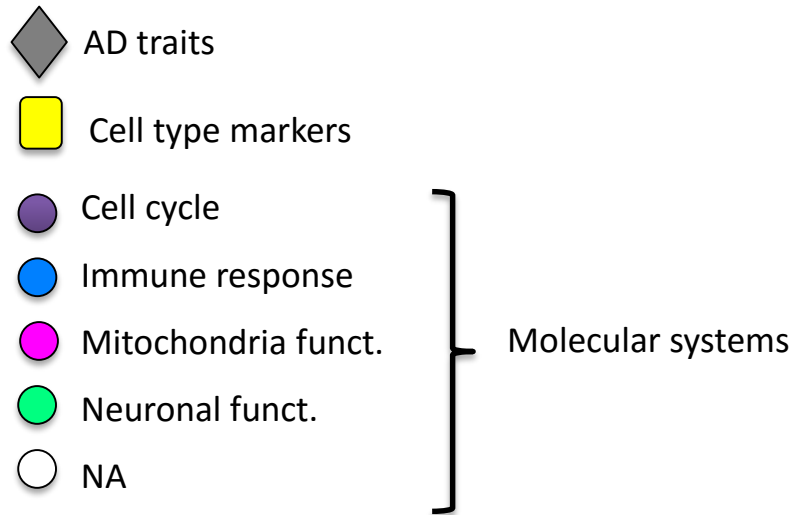 AD traits
Cell type markers
Cell cycle
Immune response
Mitochondria funct.
Molecular systems
Neuronal funct.
NA